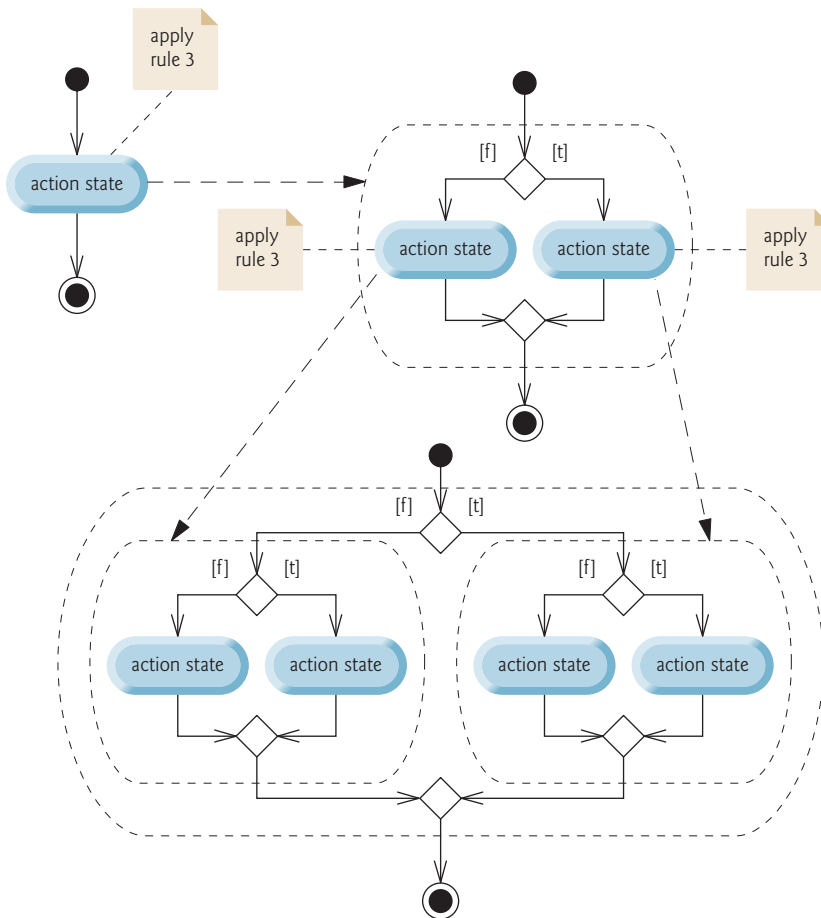 apply
rule 3
action state
[f]
[t]
apply
rule 3
action state
action state
apply
rule 3
[f]
[t]
[f]
[t]
[f]
[t]
action state
action state
action state
action state